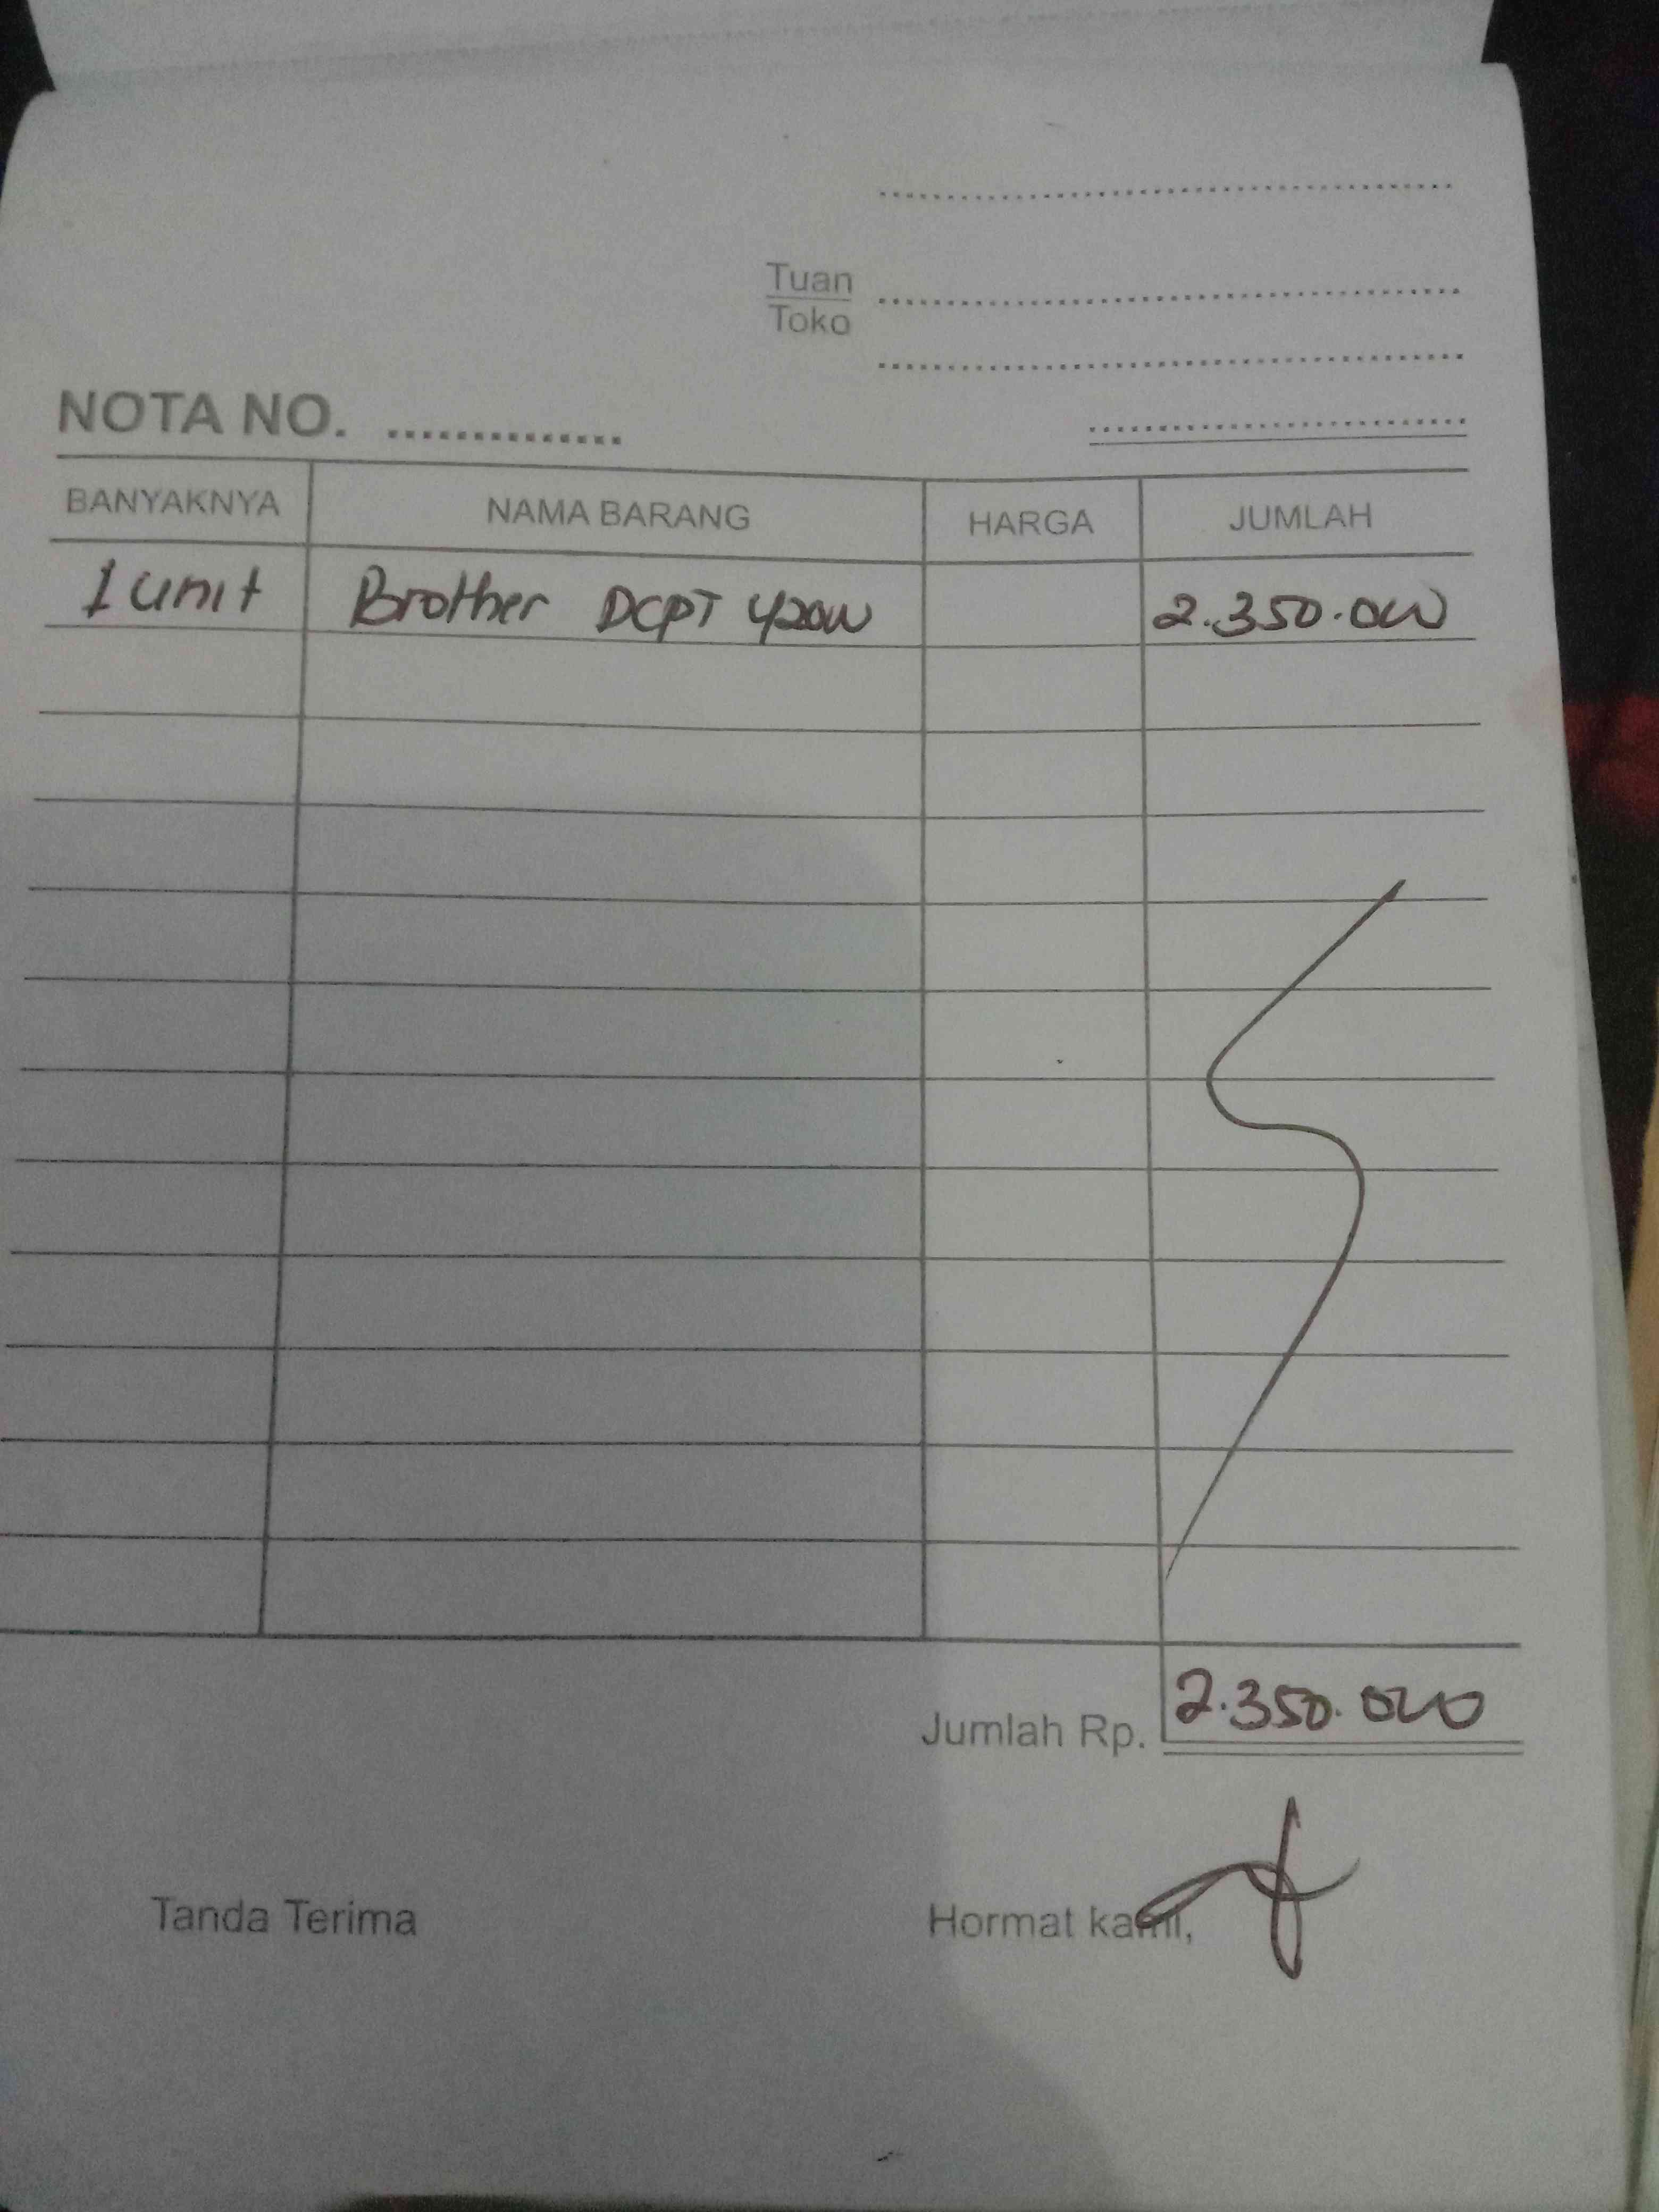 Tuan
Toko
NOTA NO. ..............
BANYAKNYA NAMA BARANG HARGA JUMLAH
1 unit Brother DCPT 420W 2.350.000
Jumlah Rp. 2.350.000
Tanda Terima Hormat kami,